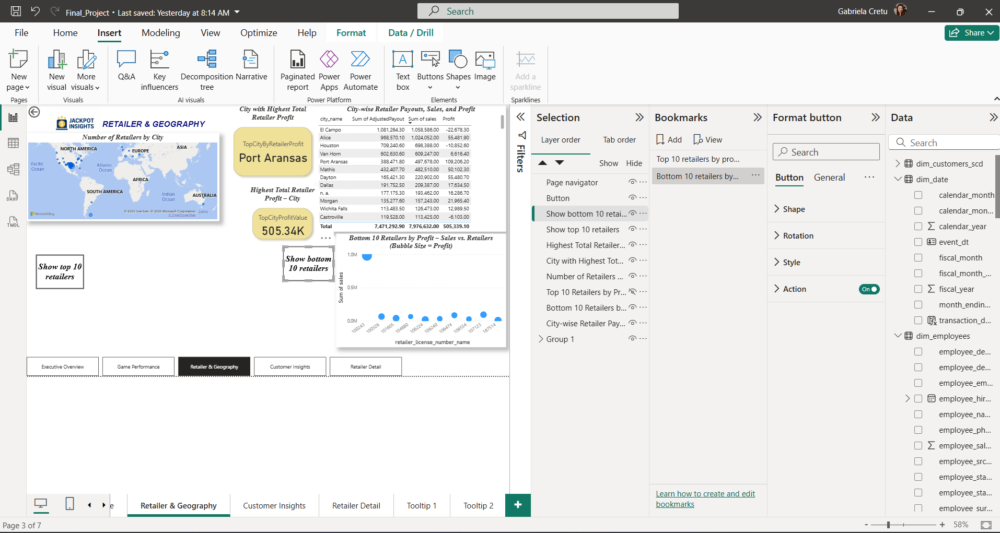 Final_Project • Last saved: Yesterday at 8:14 AM
Search
Gabriela Cretu
File
Home
Insert
Modeling
View
Optimize
Help
Format
Data / Drill
Share
New page
New visual
More visuals
Q&A
Key influencers
Decomposition tree
Narrative
Paginated report
Power Apps
Power Automate
Text box
Buttons
Shapes
Image
Add a sparkline
Pages
Visuals
AI visuals
Power Platform
Elements
Sparklines
DAX
TMDL
JACKPOT
INSIGHTS
RETAILER & GEOGRAPHY
Number of Retailers by City
NORTH AMERICA
EUROPE
ASIA
Pacific
Ocean
Atlantic
Ocean
AFRICA
SOUTH AMERICA
Indian
Ocean
AUSTRALIA
Microsoft Bing
© 2025 TomTom, © 2025 Microsoft Corporation, Terms
© OpenStreetMap
City with Highest Total
Retailer Profit
TopCityByRetailerProfit
Port Aransas
Highest Total Retailer
Profit – City
TopCityProfitValue
505.34K
City-wise Retailer Payouts, Sales, and Profit
city_name Sum of AdjustedPayout Sum of sales Profit
El Campo 1,081,264.30 1,058,586.00 -22,678.30
Alice 968,570.10 1,024,052.00 55,481.90
Houston 709,240.60 698,388.00 -10,852.60
Van Horn 602,630.60 609,247.00 6,616.40
Port Aransas 388,471.80 497,678.00 109,206.20
Mathis 432,407.70 482,510.00 50,102.30
Dayton 165,421.30 220,902.00 55,480.70
Dallas 191,752.50 209,387.00 17,634.50
n. a. 177,175.30 193,462.00 16,286.70
Morgan 135,277.60 157,243.00 21,965.40
Wichita Falls 113,483.50 126,473.00 12,989.50
Castroville 119,528.00 113,425.00 -6,103.00
Total 7,471,292.90 7,976,632.00 505,339.10
Show top 10
retailers
Show bottom
10 retailers
Bottom 10 Retailers by Profit – Sales vs. Retailers
(Bubble Size = Profit)
Sum of sales
1.0M
0.5M
0.0M
100243
100326
101805
104880
106224
106240
106474
106554
107123
187514
retailer_license_number_name
Executive Overview
Game Performance
Retailer & Geography
Customer Insights
Retailer Detail
Filters
Selection
Layer order
Tab order
Show
Hide
Page navigator
Button
Show bottom 10 retai...
Show top 10 retailers
Highest Total Retailer...
City with Highest Tot...
Number of Retailers ...
Top 10 Retailers by Pr...
Bottom 10 Retailers b...
City-wise Retailer Pay...
Group 1
Bookmarks
Add
View
Top 10 retailers by pro...
Bottom 10 retailers by...
Learn how to create and edit
bookmarks
Format button
Search
Button
General
Shape
Rotation
Style
Action
On
Data
Search
dim_customers_scd
dim_date
calendar_month
calendar_mon...
calendar_year
event_dt
fiscal_month
fiscal_month_...
fiscal_year
month_endin...
transaction_d...
dim_employees
employee_de...
employee_de...
employee_em...
employee_hir...
employee_na...
employee_ph...
employee_sal...
employee_src...
employee_sta...
employee_sta...
employee_sur...
e
Retailer & Geography
Customer Insights
Retailer Detail
Tooltip 1
Tooltip 2
Page 3 of 7
- + 58%